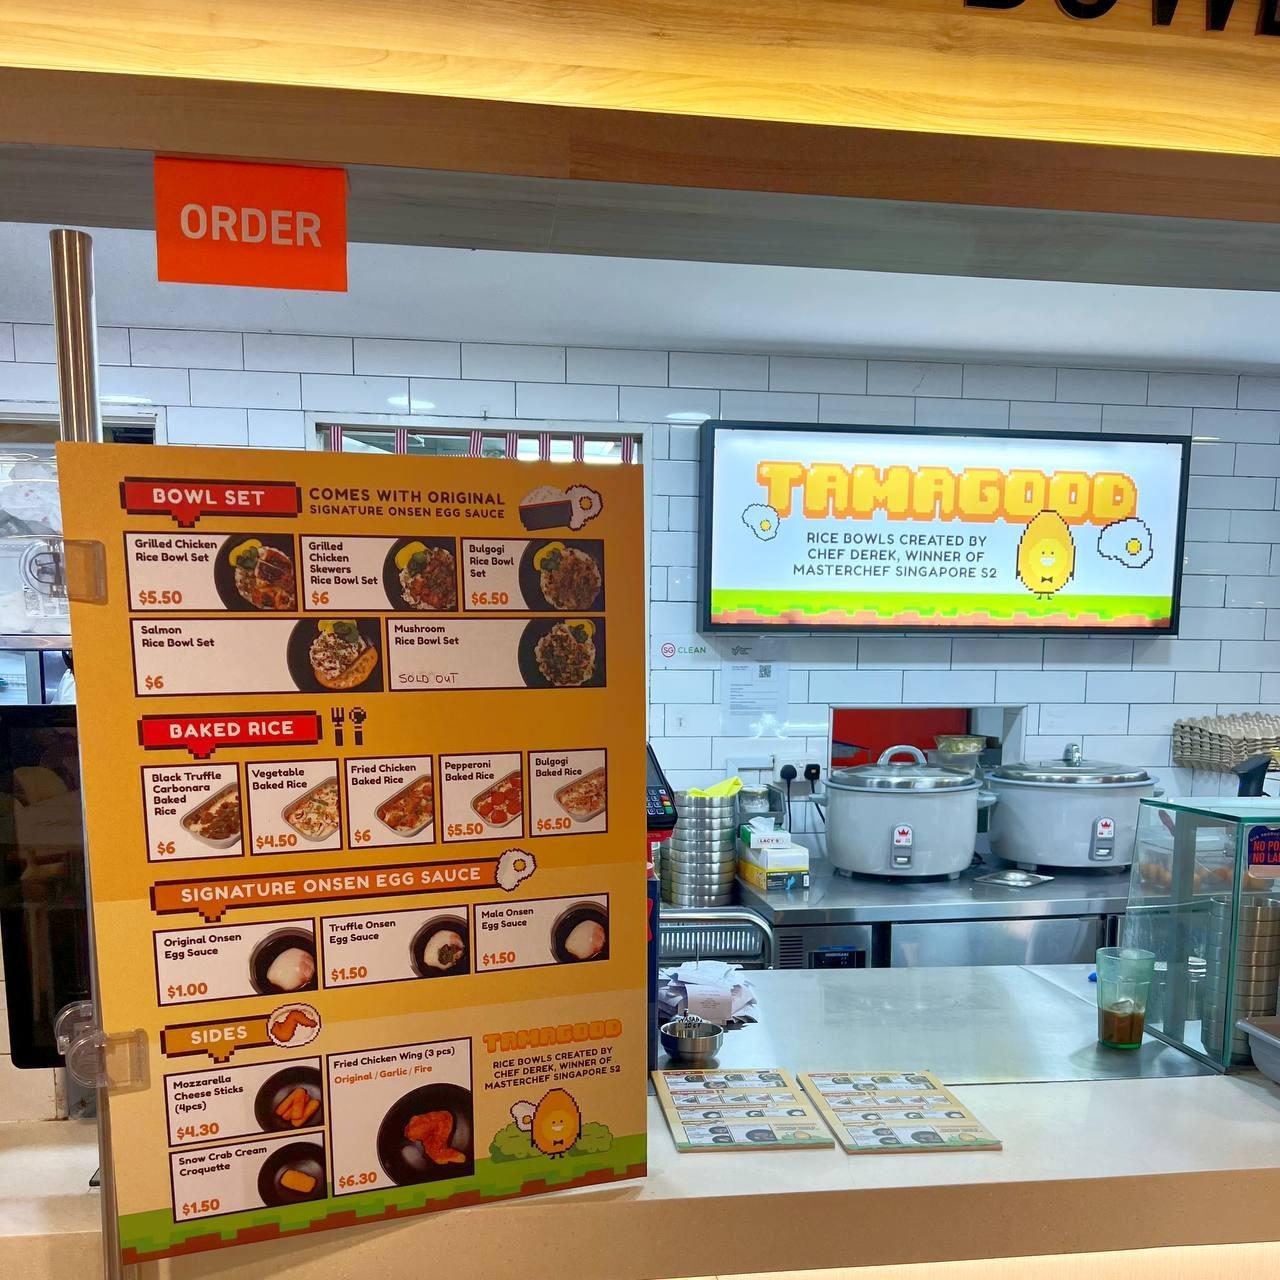 ORDER
BOWL SET
COMES WITH ORIGINAL
SIGNATURE ONSEN EGG SAUCE
Grilled Chicken
Rice Bowl Set
$5.50
Grilled
Chicken
Skewers
Rice Bowl Set
$6
Bulgogi
Rice Bowl
Set
$6.50
Salmon
Rice Bowl Set
$6
Mushroom
Rice Bowl Set
SOLD OUT
BAKED RICE
Black Truffle
Carbonara
Baked
Rice
$6
Vegetable
Baked Rice
$4.50
Fried Chicken
Baked Rice
$6
Pepperoni
Baked Rice
$5.50
Bulgogi
Baked Rice
$6.50
SIGNATURE ONSEN EGG SAUCE
Original Onsen
Egg Sauce
$1.00
Truffle Onsen
Egg Sauce
$1.50
Mala Onsen
Egg Sauce
$1.50
SIDES
Mozzarella
Cheese Sticks
(4pcs)
$4.30
Snow Crab Cream
Croquette
$1.50
Fried Chicken Wing (3 pcs)
Original / Garlic / Fire
$6.30
TAMAGOOD
RICE BOWLS CREATED BY
CHEF DEREK, WINNER OF
MASTERCHEF SINGAPORE S2
TAMAGOOD
RICE BOWLS CREATED BY
CHEF DEREK, WINNER OF
MASTERCHEF SINGAPORE S2
SG CLEAN